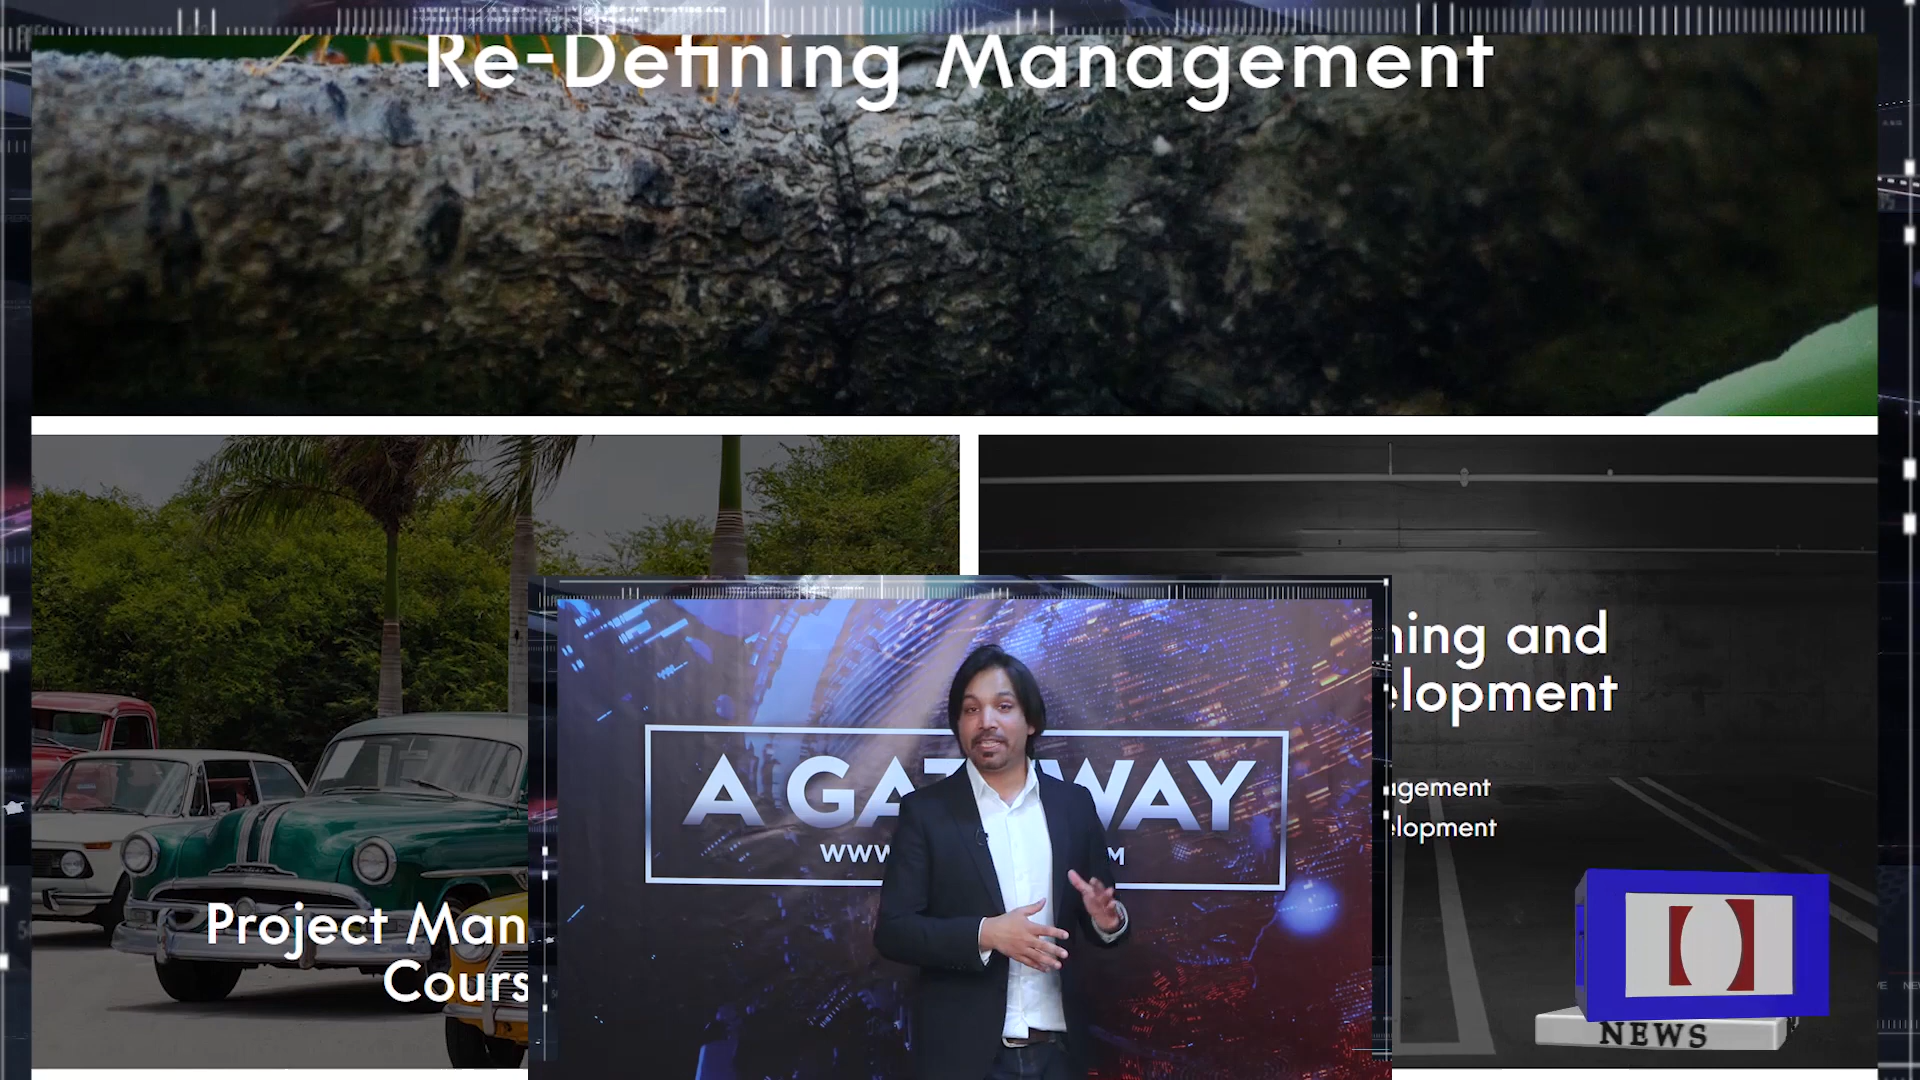 Re-Defining Management
ning and
elopment
agement
elopment
Project Man
Cours
A GA WAY
WWW M
NEWS